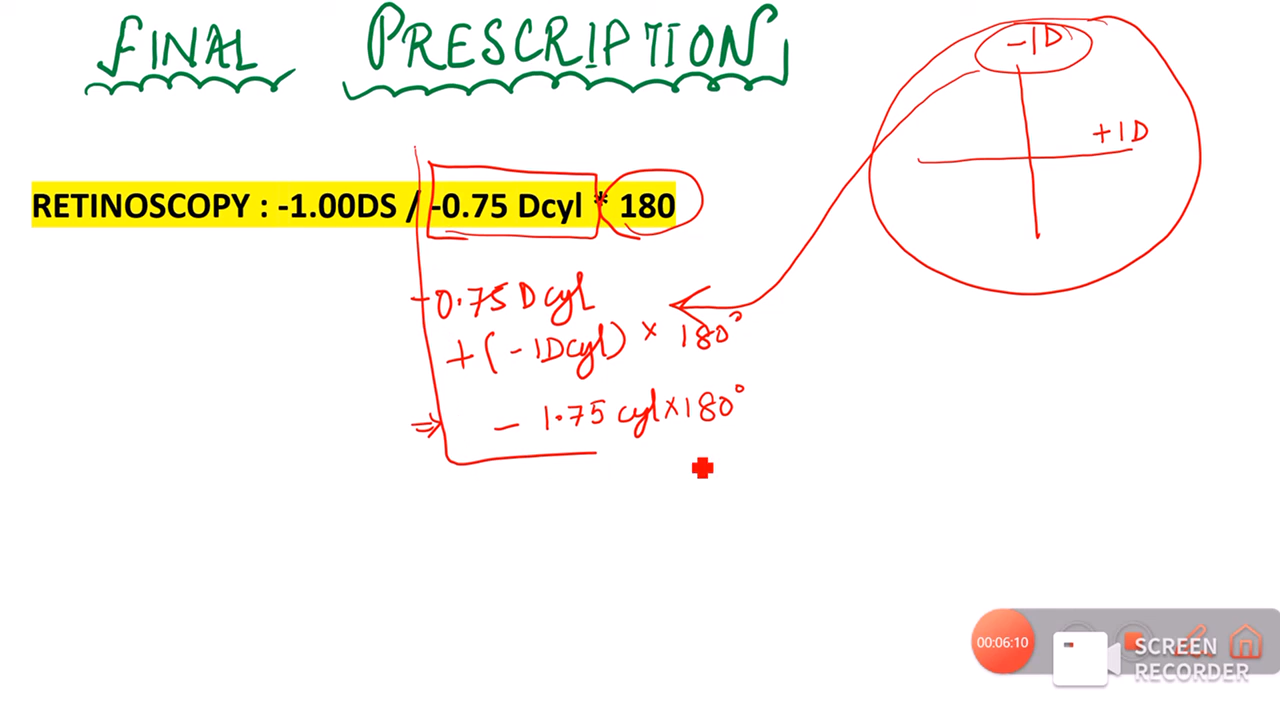 FINAL PRESCRIPTION
-1D
+1D
RETINOSCOPY : -1.00DS / -0.75 Dcyl * 180
-0.75 D cyl
+ (-1Dcyl) × 180°
⇒ - 1.75 cyl×180°
00:06:10
SCREEN
RECORDER